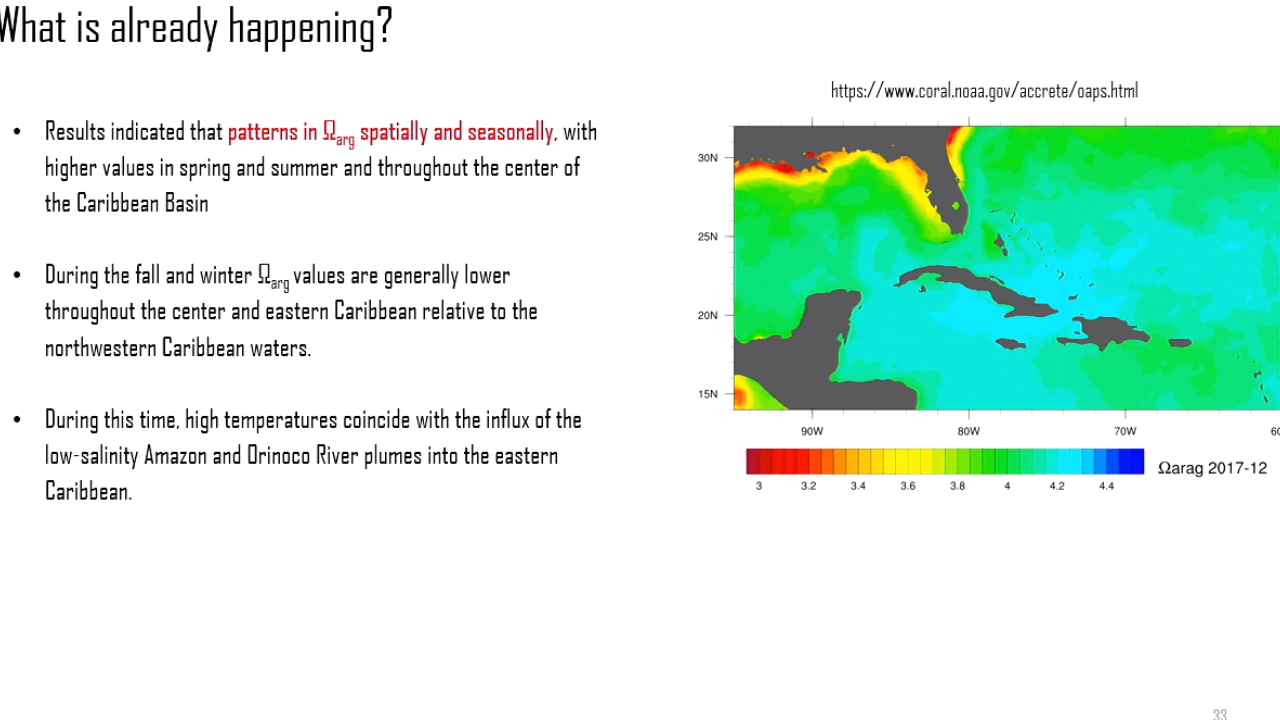 What is already happening?
https://www.coral.noaa.gov/accrete/oaps.html
• Results indicated that patterns in Ωarg spatially and seasonally, with
higher values in spring and summer and throughout the center of
the Caribbean Basin
• During the fall and winter Ωarg values are generally lower
throughout the center and eastern Caribbean relative to the
northwestern Caribbean waters.
• During this time, high temperatures coincide with the influx of the
low-salinity Amazon and Orinoco River plumes into the eastern
Caribbean.
30N
25N
20N
15N
90W 80W 70W 60
3 3.2 3.4 3.6 3.8 4 4.2 4.4
Ωarag 2017-12
33